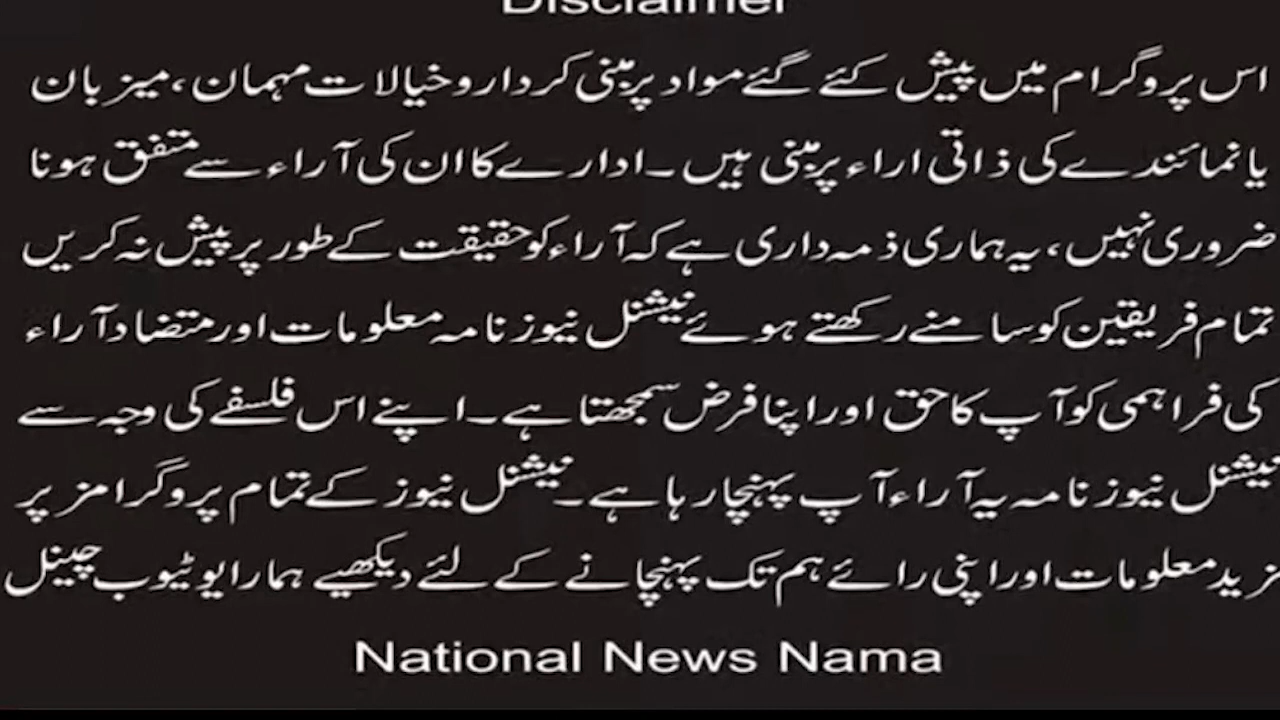 Disclaimer
اس پروگرام میں پیش کئے گئے مواد پر مبنی کردار و خیالات مہمان، میزبان
یا نمائندے کی ذاتی اراء پر مبنی ہیں۔ ادارے کا ان کی آراء سے متفق ہونا
ضروری نہیں، یہ ہماری ذمہ داری ہے کہ آراء کو حقیقت کے طور پر پیش نہ کریں
تمام فریقین کو سامنے رکھتے ہوئے نیشنل نیوز نامہ معلومات اور متضاد آراء
کی فراہمی کو آپ کا حق اور اپنا فرض سمجھتا ہے۔ اپنے اس فلسفے کی وجہ سے
نیشنل نیوز نامہ یہ آراء آپ پہنچا رہا ہے۔ نیشنل نیوز کے تمام پروگرامز پر
مزید معلومات اور اپنی رائے ہم تک پہنچانے کے لئے دیکھیے ہمارا یوٹیوب چینل
National News Nama